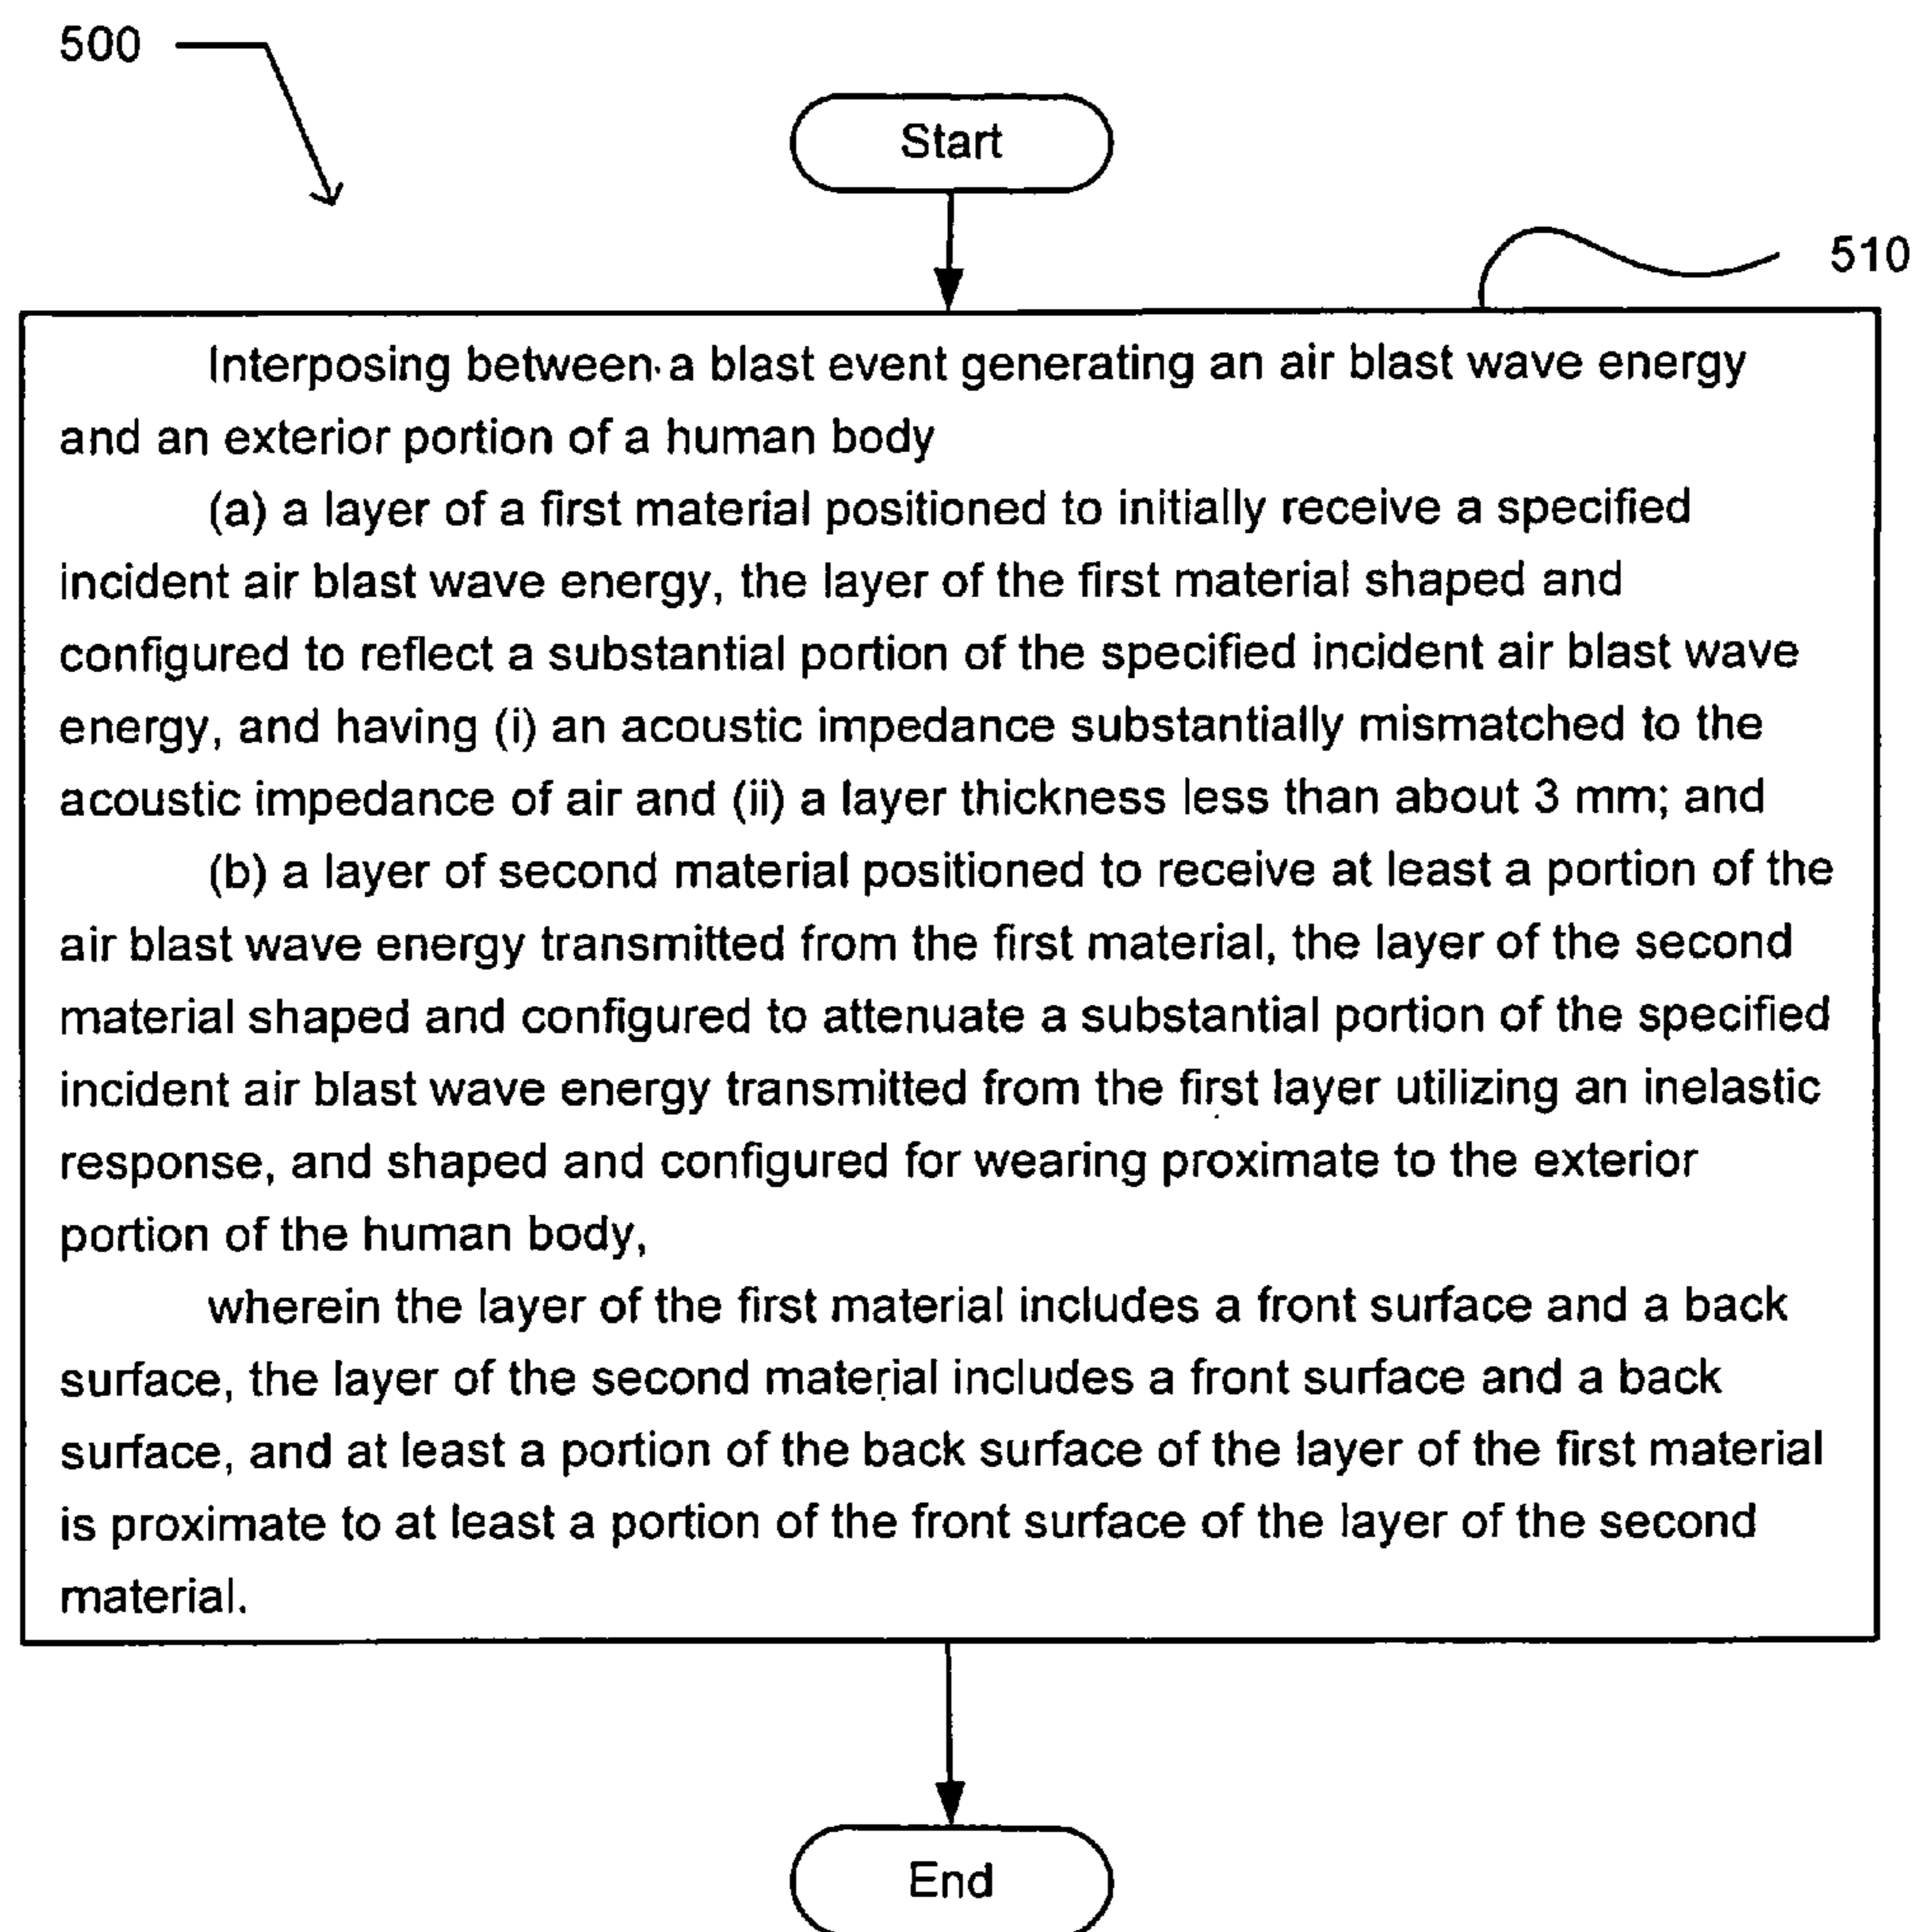 500
Start
510
Interposing between a blast event generating an air blast wave energy
and an exterior portion of a human body
(a) a layer of a first material positioned to initially receive a specified
incident air blast wave energy, the layer of the first material shaped and
configured to reflect a substantial portion of the specified incident air blast wave
energy, and having (i) an acoustic impedance substantially mismatched to the
acoustic impedance of air and (ii) a layer thickness less than about 3 mm; and
(b) a layer of second material positioned to receive at least a portion of the
air blast wave energy transmitted from the first material, the layer of the second
material shaped and configured to attenuate a substantial portion of the specified
incident air blast wave energy transmitted from the first layer utilizing an inelastic
response, and shaped and configured for wearing proximate to the exterior
portion of the human body,
wherein the layer of the first material includes a front surface and a back
surface, the layer of the second material includes a front surface and a back
surface, and at least a portion of the back surface of the layer of the first material
is proximate to at least a portion of the front surface of the layer of the second
material.
End